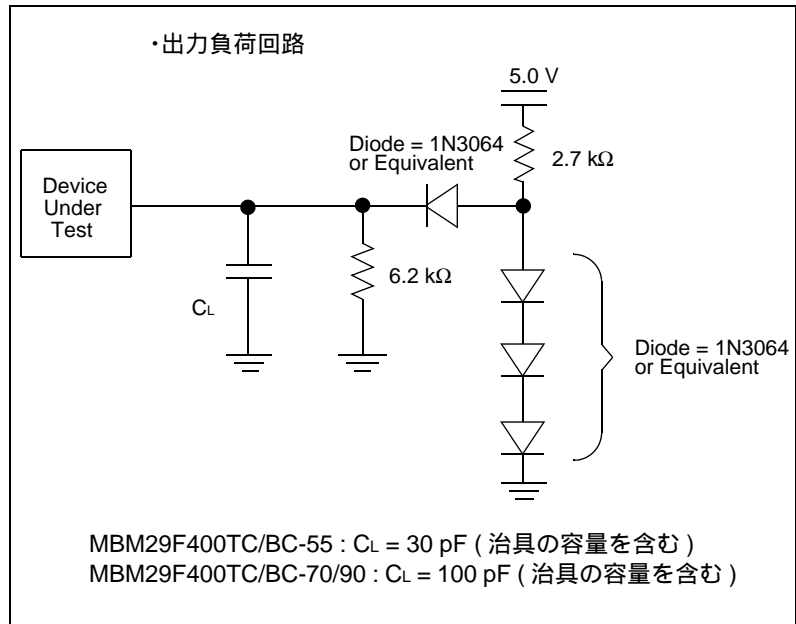 ・出力負荷回路
5.0 V
Diode = 1N3064
or Equivalent
2.7 kΩ
Device
Under
Test
6.2 kΩ
CL
Diode = 1N3064
or Equivalent
MBM29F400TC/BC-55 : CL = 30 pF ( 治具の容量を含む )
MBM29F400TC/BC-70/90 : CL = 100 pF ( 治具の容量を含む )